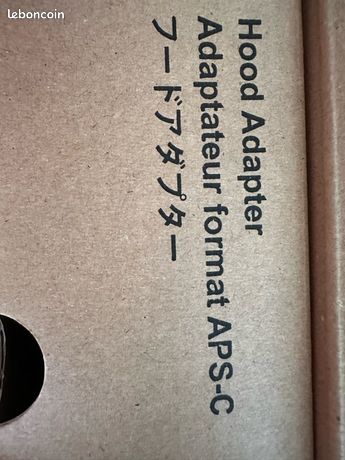 leboncoin
Hood Adapter
Adaptateur format APS-C
フードアダプター